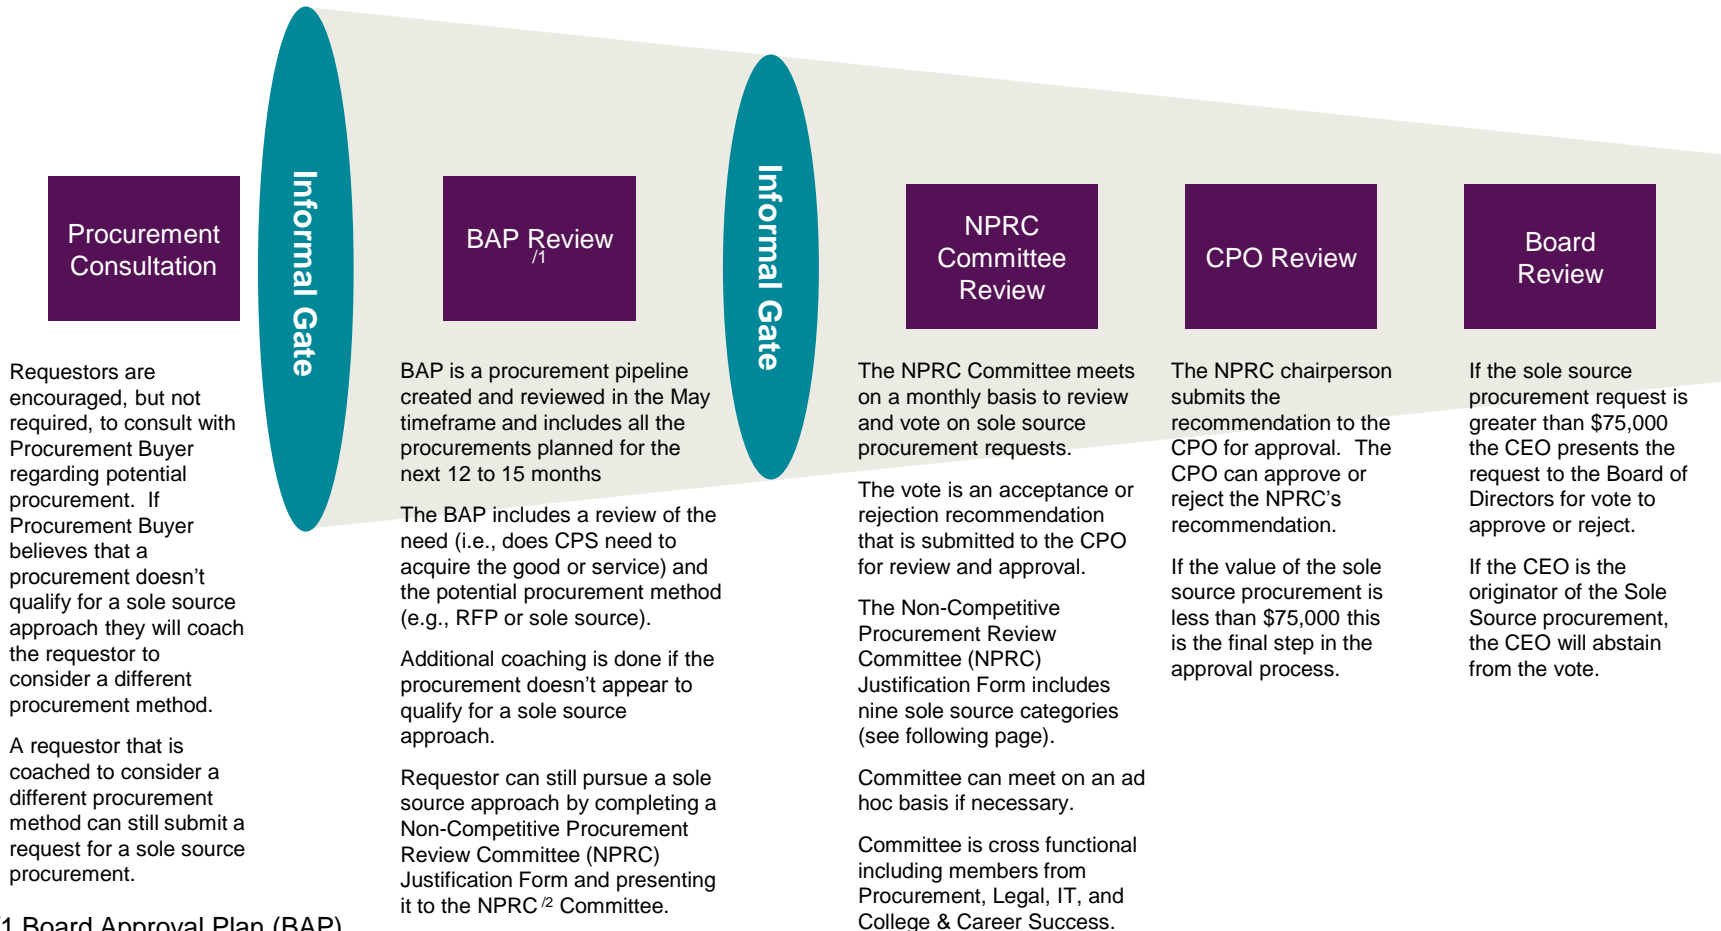 Procurement
Consultation
Informal Gate
BAP Review
/1
Informal Gate
NPRC
Committee
Review
CPO Review
Board
Review
Requestors are
encouraged, but not
required, to consult with
Procurement Buyer
regarding potential
procurement.  If
Procurement Buyer
believes that a
procurement doesn’t
qualify for a sole source
approach they will coach
the requestor to
consider a different
procurement method.
A requestor that is
coached to consider a
different procurement
method can still submit a
request for a sole source
procurement.
BAP is a procurement pipeline
created and reviewed in the May
timeframe and includes all the
procurements planned for the
next 12 to 15 months
The BAP includes a review of the
need (i.e., does CPS need to
acquire the good or service) and
the potential procurement method
(e.g., RFP or sole source).
Additional coaching is done if the
procurement doesn’t appear to
qualify for a sole source
approach.
Requestor can still pursue a sole
source approach by completing a
Non-Competitive Procurement
Review Committee (NPRC)
Justification Form and presenting
it to the NPRC /2 Committee.
The NPRC Committee meets
on a monthly basis to review
and vote on sole source
procurement requests.
The vote is an acceptance or
rejection recommendation
that is submitted to the CPO
for review and approval.
The Non-Competitive
Procurement Review
Committee (NPRC)
Justification Form includes
nine sole source categories
(see following page).
Committee can meet on an ad
hoc basis if necessary.
Committee is cross functional
including members from
Procurement, Legal, IT, and
College & Career Success.
The NPRC chairperson
submits the
recommendation to the
CPO for approval.  The
CPO can approve or
reject the NPRC’s
recommendation.
If the value of the sole
source procurement is
less than $75,000 this
is the final step in the
approval process.
If the sole source
procurement request is
greater than $75,000
the CEO presents the
request to the Board of
Directors for vote to
approve or reject.
If the CEO is the
originator of the Sole
Source procurement,
the CEO will abstain
from the vote.
/1 Board Approval Plan (BAP)